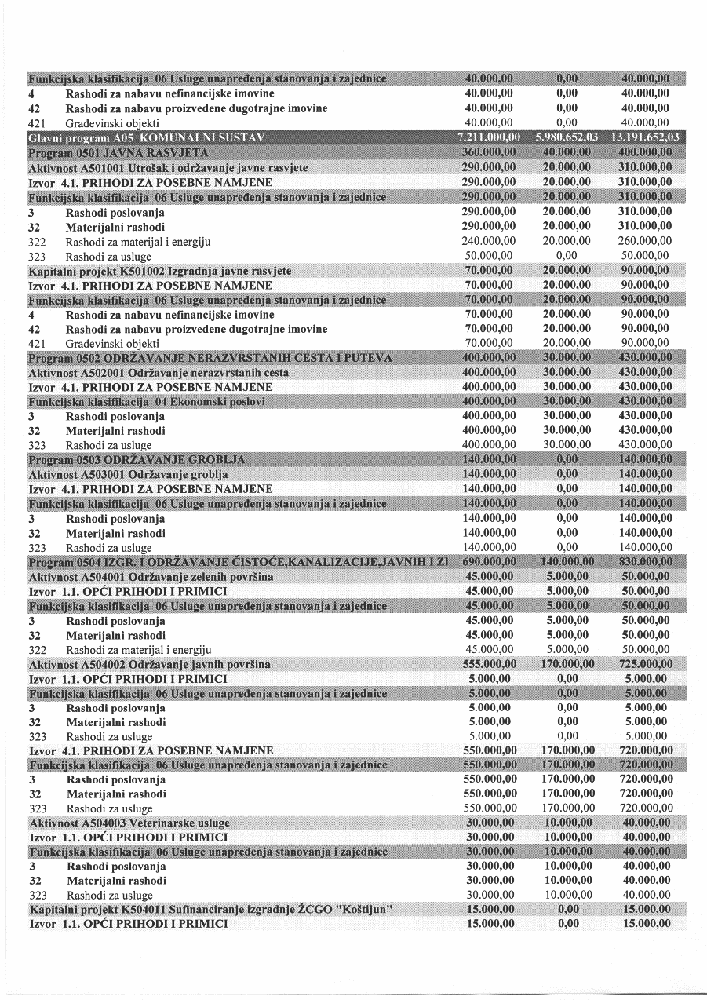 Funkcijska klasifikacija 06 Usluge unapređenja stanovanja i zajednice 40.000,00 0,00 40.000,00
4 Rashodi za nabavu nefinancijske imovine 40.000,00 0,00 40.000,00
42 Rashodi za nabavu proizvedene dugotrajne imovine 40.000,00 0,00 40.000,00
421 Građevinski objekti 40.000,00 0,00 40.000,00
Glavni program A05 KOMUNALNI SUSTAV 7.211.000,00 5.980.652,03 13.191.652,03
Program 0501 JAVNA RASVJETA 360.000,00 40.000,00 400.000,00
Aktivnost A501001 Utrošak i održavanje javne rasvjete 290.000,00 20.000,00 310.000,00
Izvor 4.1. PRIHODI ZA POSEBNE NAMJENE 290.000,00 20.000,00 310.000,00
Funkcijska klasifikacija 06 Usluge unapređenja stanovanja i zajednice 290.000,00 20.000,00 310.000,00
3 Rashodi poslovanja 290.000,00 20.000,00 310.000,00
32 Materijalni rashodi 290.000,00 20.000,00 310.000,00
322 Rashodi za materijal i energiju 240.000,00 20.000,00 260.000,00
323 Rashodi za usluge 50.000,00 0,00 50.000,00
Kapitalni projekt K501002 Izgradnja javne rasvjete 70.000,00 20.000,00 90.000,00
Izvor 4.1. PRIHODI ZA POSEBNE NAMJENE 70.000,00 20.000,00 90.000,00
Funkcijska klasifikacija 06 Usluge unapređenja stanovanja i zajednice 70.000,00 20.000,00 90.000,00
4 Rashodi za nabavu nefinancijske imovine 70.000,00 20.000,00 90.000,00
42 Rashodi za nabavu proizvedene dugotrajne imovine 70.000,00 20.000,00 90.000,00
421 Građevinski objekti 70.000,00 20.000,00 90.000,00
Program 0502 ODRŽAVANJE NERAZVRSTANIH CESTA I PUTEVA 400.000,00 30.000,00 430.000,00
Aktivnost A502001 Održavanje nerazvrstanih cesta 400.000,00 30.000,00 430.000,00
Izvor 4.1. PRIHODI ZA POSEBNE NAMJENE 400.000,00 30.000,00 430.000,00
Funkcijska klasifikacija 04 Ekonomski poslovi 400.000,00 30.000,00 430.000,00
3 Rashodi poslovanja 400.000,00 30.000,00 430.000,00
32 Materijalni rashodi 400.000,00 30.000,00 430.000,00
323 Rashodi za usluge 400.000,00 30.000,00 430.000,00
Program 0503 ODRŽAVANJE GROBLJA 140.000,00 0,00 140.000,00
Aktivnost A503001 Održavanje groblja 140.000,00 0,00 140.000,00
Izvor 4.1. PRIHODI ZA POSEBNE NAMJENE 140.000,00 0,00 140.000,00
Funkcijska klasifikacija 06 Usluge unapređenja stanovanja i zajednice 140.000,00 0,00 140.000,00
3 Rashodi poslovanja 140.000,00 0,00 140.000,00
32 Materijalni rashodi 140.000,00 0,00 140.000,00
323 Rashodi za usluge 140.000,00 0,00 140.000,00
Program 0504 IZGR. I ODRŽAVANJE ČISTOĆE,KANALIZACIJE,JAVNIH I ZI 690.000,00 140.000,00 830.000,00
Aktivnost A504001 Održavanje zelenih površina 45.000,00 5.000,00 50.000,00
Izvor 1.1. OPĆI PRIHODI I PRIMICI 45.000,00 5.000,00 50.000,00
Funkcijska klasifikacija 06 Usluge unapređenja stanovanja i zajednice 45.000,00 5.000,00 50.000,00
3 Rashodi poslovanja 45.000,00 5.000,00 50.000,00
32 Materijalni rashodi 45.000,00 5.000,00 50.000,00
322 Rashodi za materijal i energiju 45.000,00 5.000,00 50.000,00
Aktivnost A504002 Održavanje javnih površina 555.000,00 170.000,00 725.000,00
Izvor 1.1. OPĆI PRIHODI I PRIMICI 5.000,00 0,00 5.000,00
Funkcijska klasifikacija 06 Usluge unapređenja stanovanja i zajednice 5.000,00 0,00 5.000,00
3 Rashodi poslovanja 5.000,00 0,00 5.000,00
32 Materijalni rashodi 5.000,00 0,00 5.000,00
323 Rashodi za usluge 5.000,00 0,00 5.000,00
Izvor 4.1. PRIHODI ZA POSEBNE NAMJENE 550.000,00 170.000,00 720.000,00
Funkcijska klasifikacija 06 Usluge unapređenja stanovanja i zajednice 550.000,00 170.000,00 720.000,00
3 Rashodi poslovanja 550.000,00 170.000,00 720.000,00
32 Materijalni rashodi 550.000,00 170.000,00 720.000,00
323 Rashodi za usluge 550.000,00 170.000,00 720.000,00
Aktivnost A504003 Veterinarske usluge 30.000,00 10.000,00 40.000,00
Izvor 1.1. OPĆI PRIHODI I PRIMICI 30.000,00 10.000,00 40.000,00
Funkcijska klasifikacija 06 Usluge unapređenja stanovanja i zajednice 30.000,00 10.000,00 40.000,00
3 Rashodi poslovanja 30.000,00 10.000,00 40.000,00
32 Materijalni rashodi 30.000,00 10.000,00 40.000,00
323 Rashodi za usluge 30.000,00 10.000,00 40.000,00
Kapitalni projekt K504011 Sufinanciranje izgradnje ŽCGO "Koštijun" 15.000,00 0,00 15.000,00
Izvor 1.1. OPĆI PRIHODI I PRIMICI 15.000,00 0,00 15.000,00